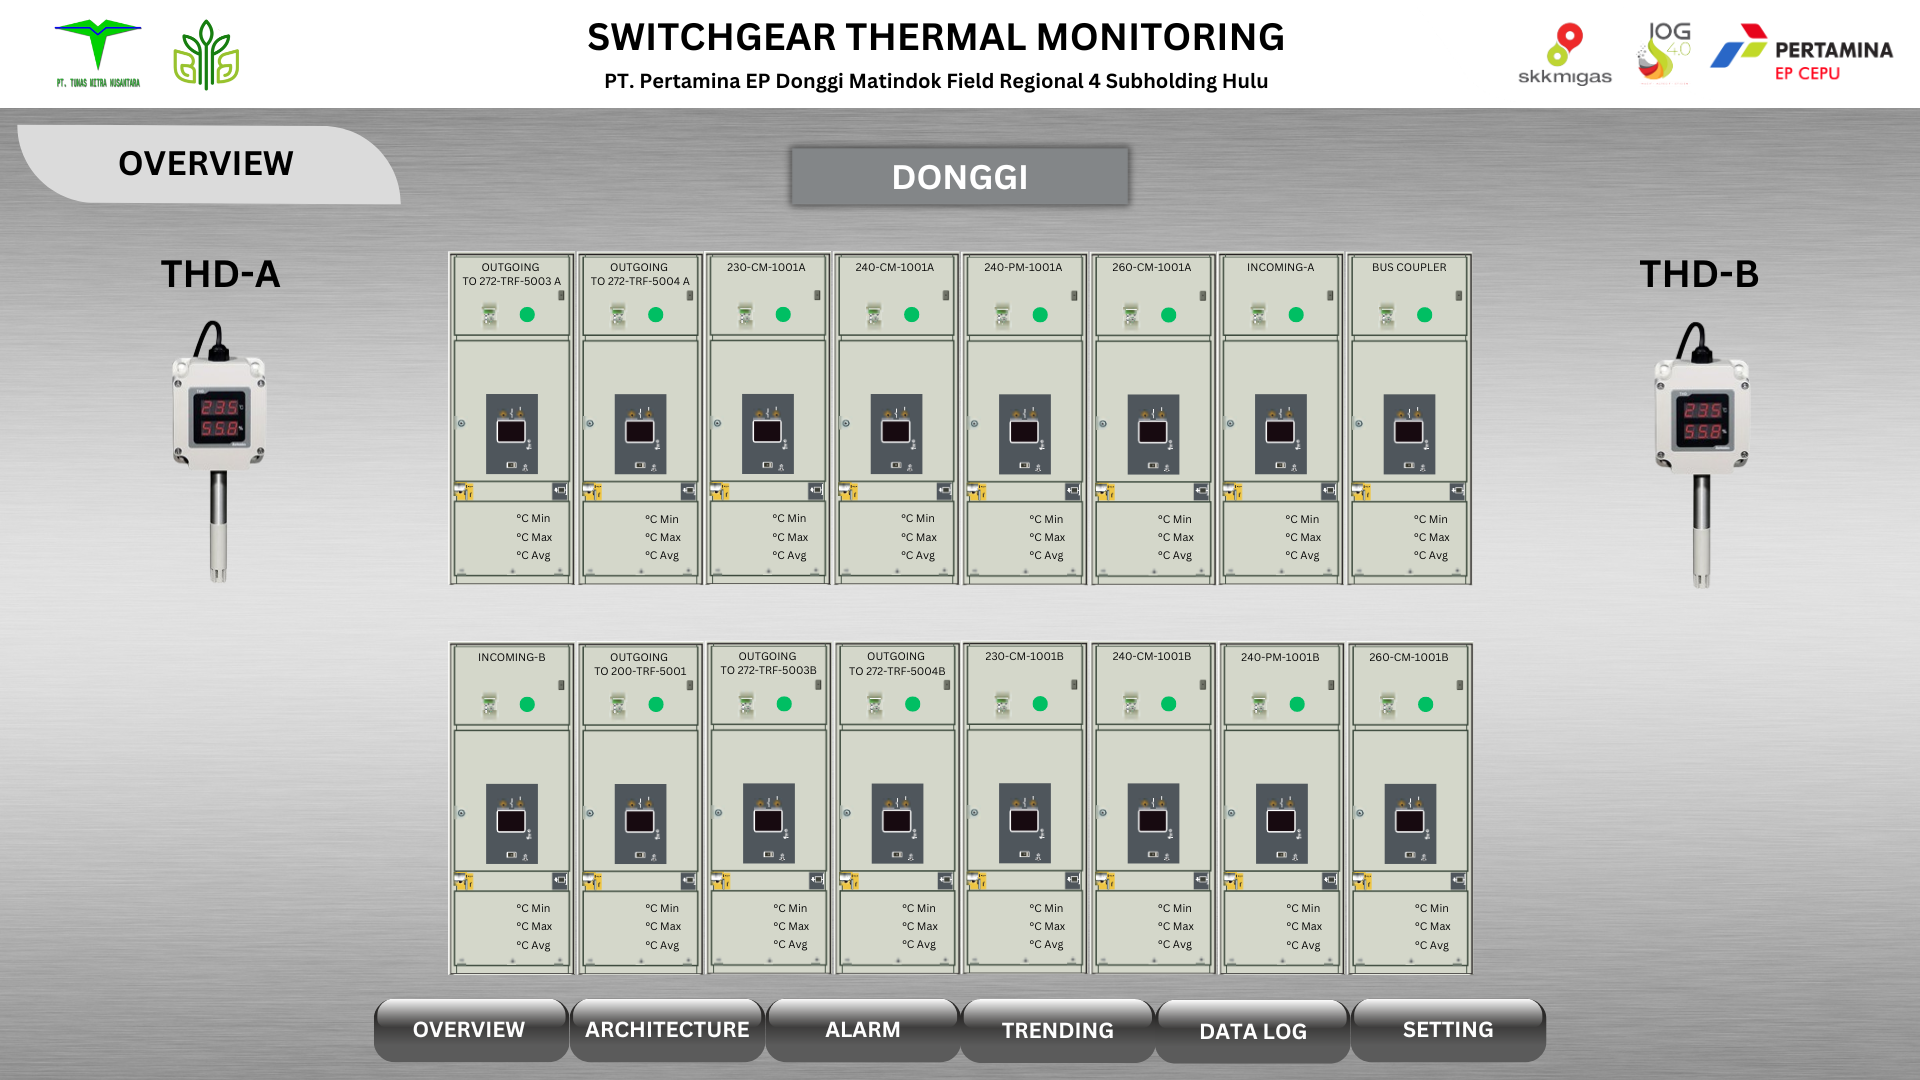 SWITCHGEAR THERMAL MONITORING
PT. Pertamina EP Donggi Matindok Field Regional 4 Subholding Hulu
PT. TUNAS MITRA NUSANTARA
skkmigas
IOG
4.0
PERTAMINA
EP CEPU
OVERVIEW
DONGGI
THD-A
THD-B
23.5
55.8
23.5
55.8
OUTGOING
TO 272-TRF-5003 A
OUTGOING
TO 272-TRF-5004 A
230-CM-1001A
240-CM-1001A
240-PM-1001A
260-CM-1001A
INCOMING-A
BUS COUPLER
°C Min
°C Max
°C Avg
°C Min
°C Max
°C Avg
°C Min
°C Max
°C Avg
°C Min
°C Max
°C Avg
°C Min
°C Max
°C Avg
°C Min
°C Max
°C Avg
°C Min
°C Max
°C Avg
°C Min
°C Max
°C Avg
INCOMING-B
OUTGOING
TO 200-TRF-5001
OUTGOING
TO 272-TRF-5003B
OUTGOING
TO 272-TRF-5004B
230-CM-1001B
240-CM-1001B
240-PM-1001B
260-CM-1001B
°C Min
°C Max
°C Avg
°C Min
°C Max
°C Avg
°C Min
°C Max
°C Avg
°C Min
°C Max
°C Avg
°C Min
°C Max
°C Avg
°C Min
°C Max
°C Avg
°C Min
°C Max
°C Avg
°C Min
°C Max
°C Avg
OVERVIEW
ARCHITECTURE
ALARM
TRENDING
DATA LOG
SETTING